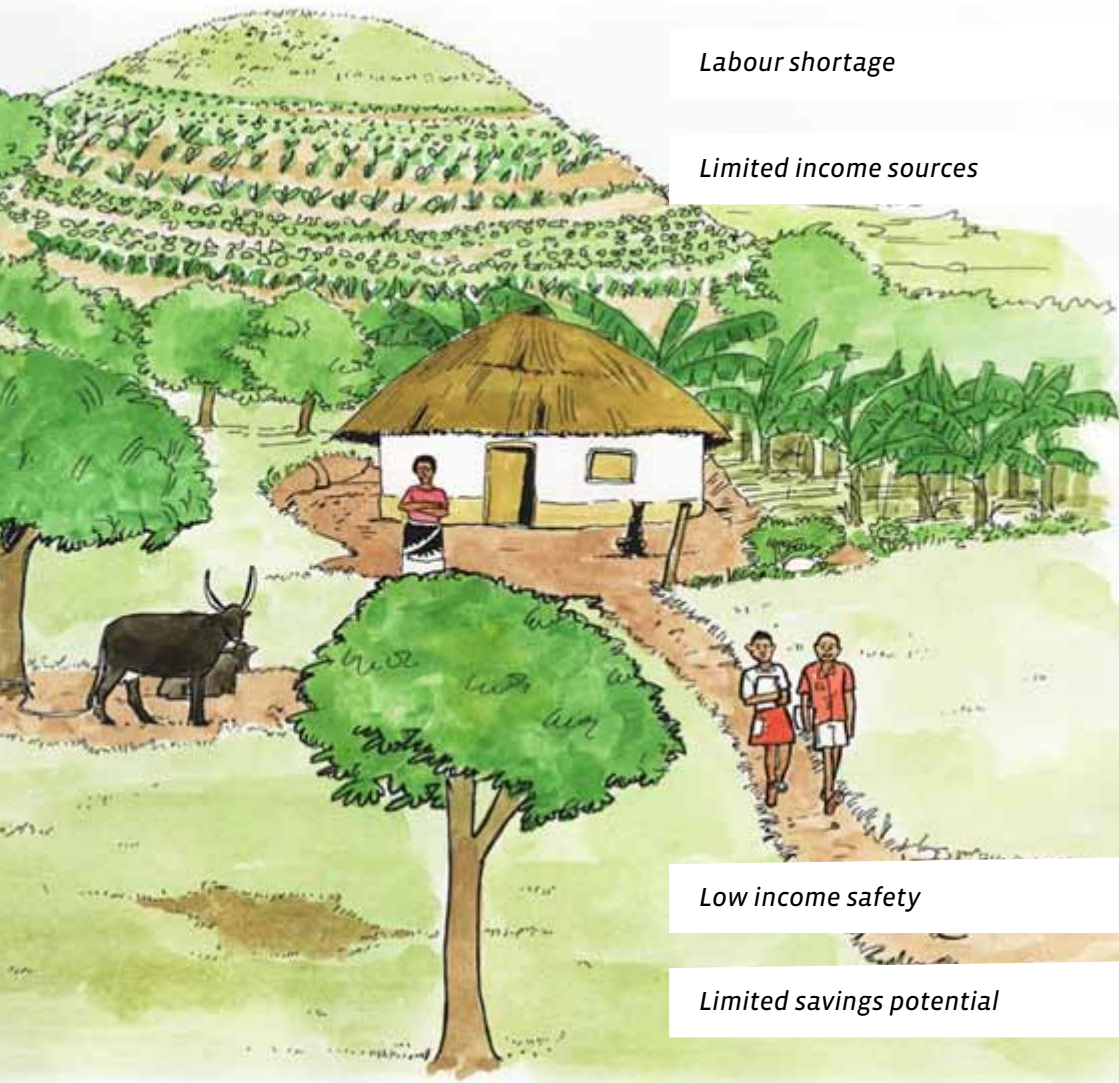 Labour shortage
Limited income sources
Low income safety
Limited savings potential